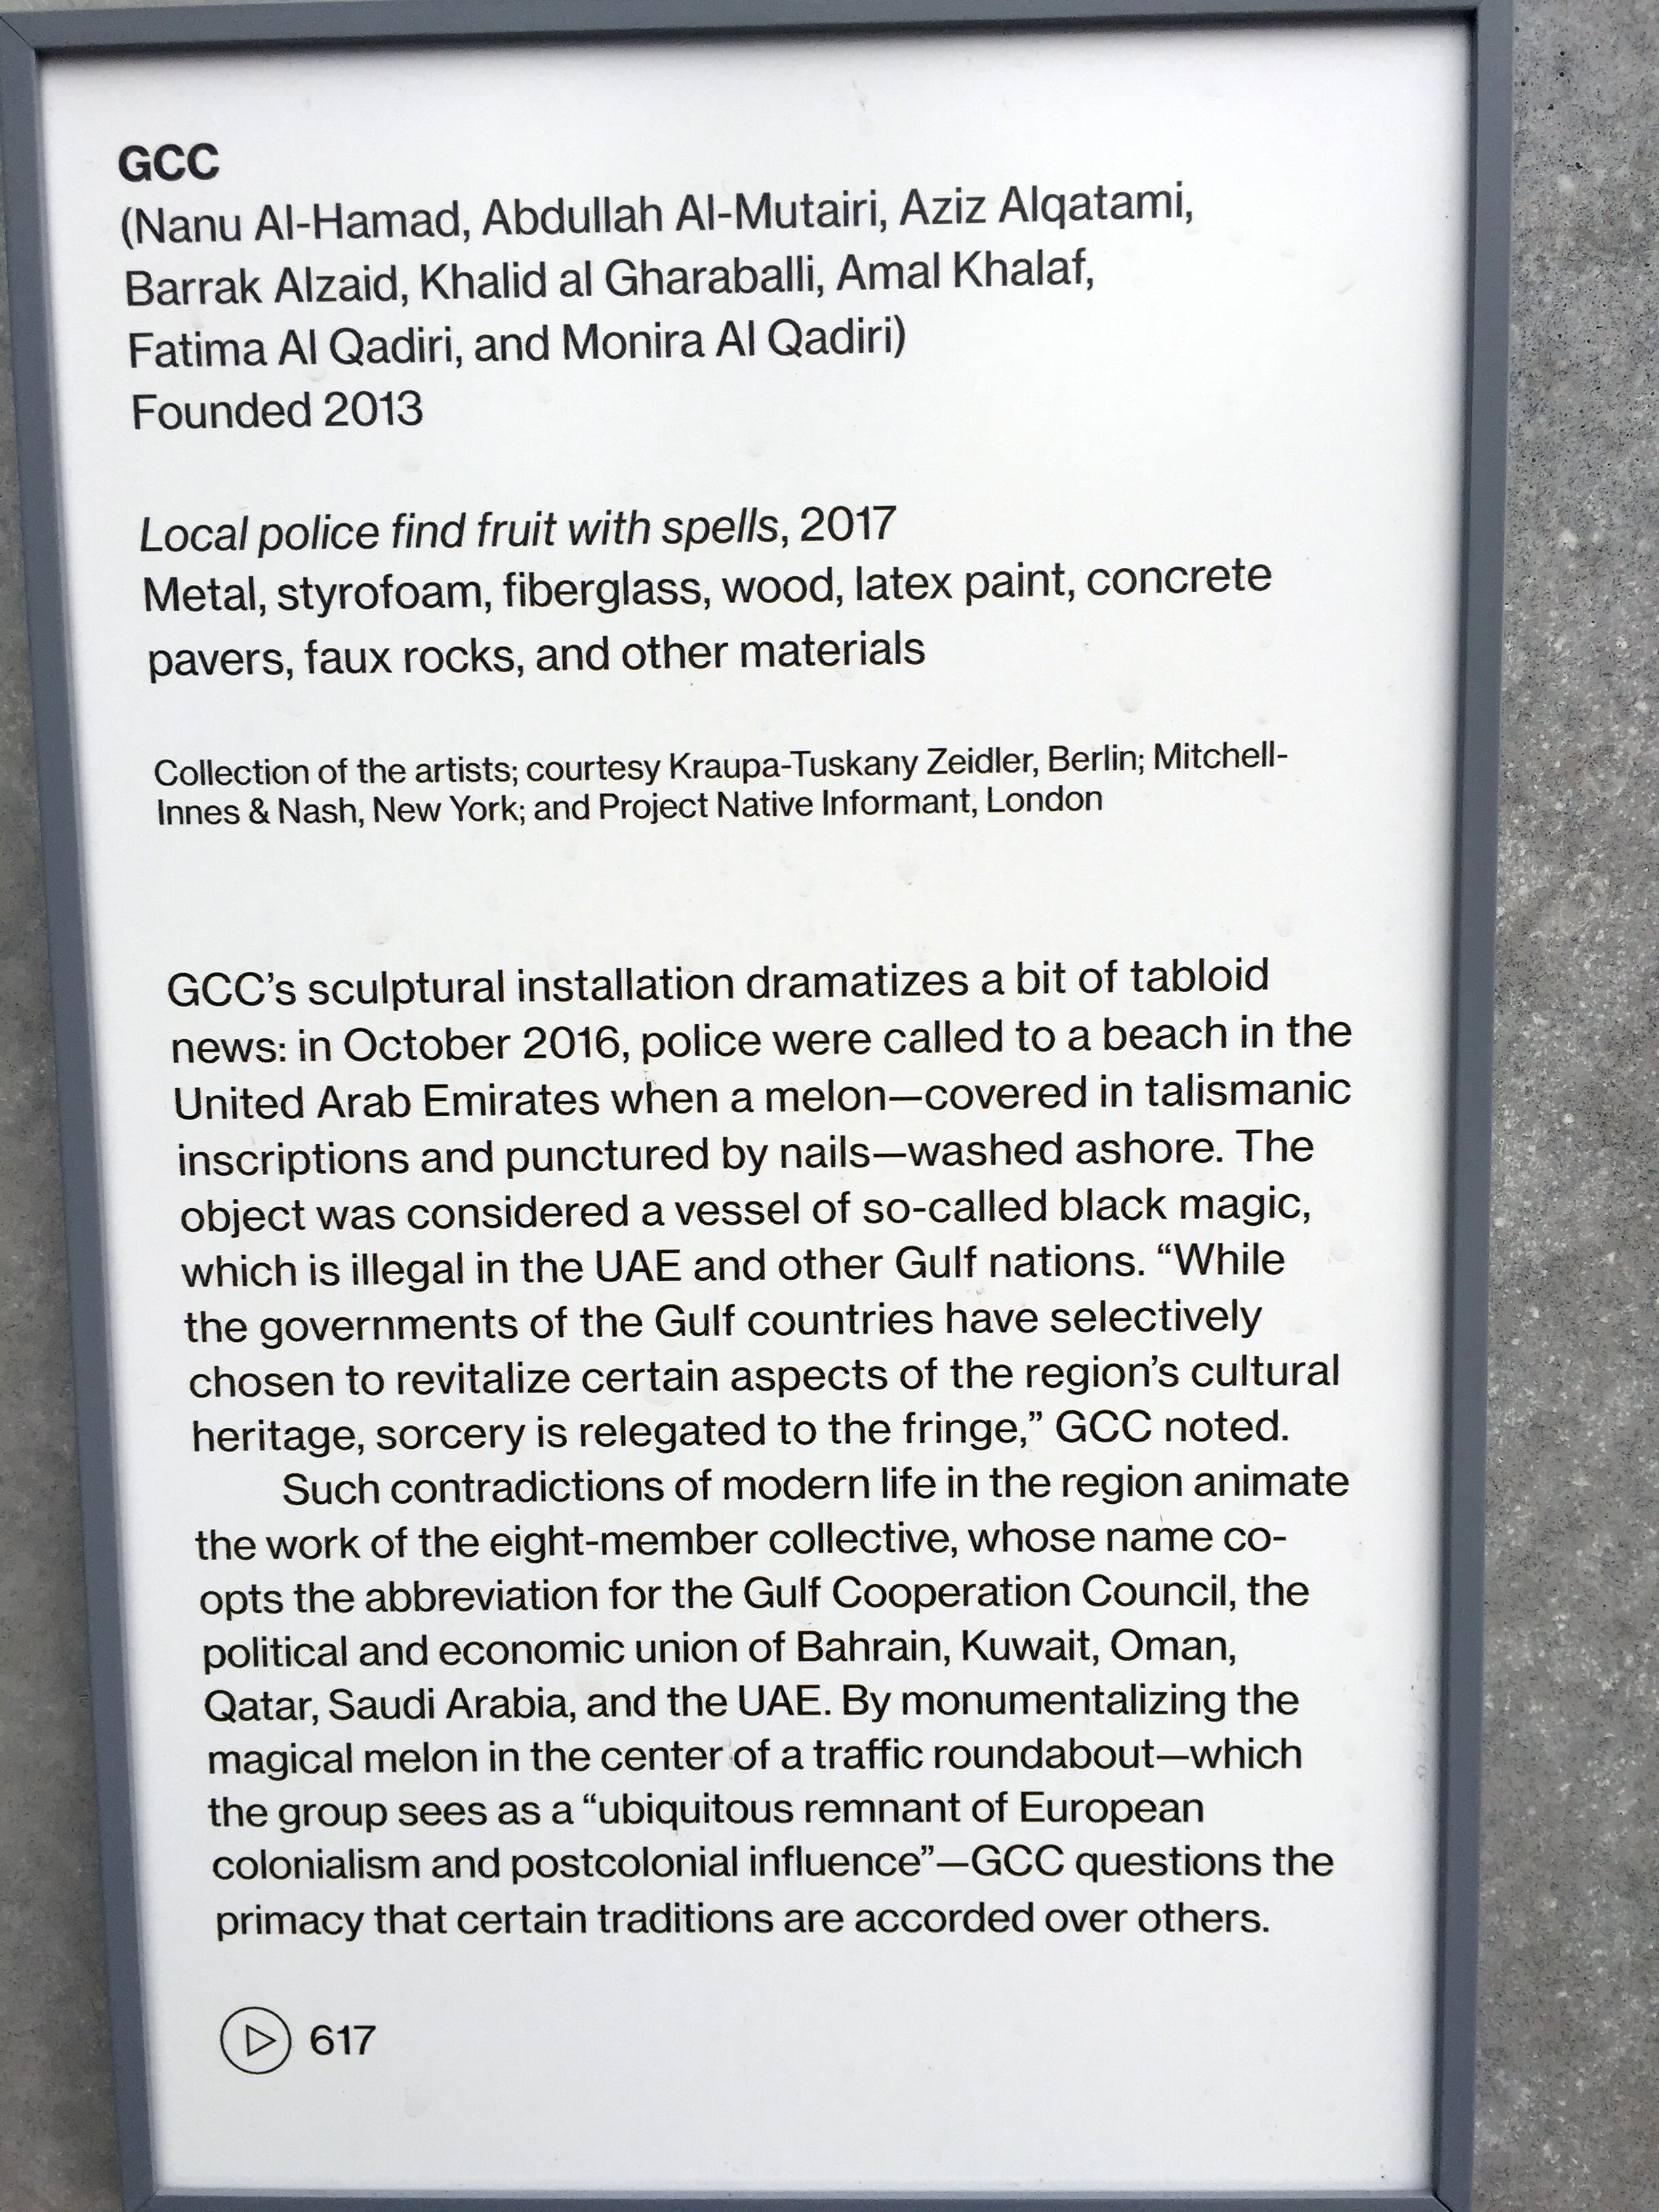 GCC
(Nanu Al-Hamad, Abdullah Al-Mutairi, Aziz Alqatami,
Barrak Alzaid, Khalid al Gharaballi, Amal Khalaf,
Fatima Al Qadiri, and Monira Al Qadiri)
Founded 2013
Local police find fruit with spells, 2017
Metal, styrofoam, fiberglass, wood, latex paint, concrete
pavers, faux rocks, and other materials
Collection of the artists; courtesy Kraupa-Tuskany Zeidler, Berlin; Mitchell-
Innes & Nash, New York; and Project Native Informant, London
GCC’s sculptural installation dramatizes a bit of tabloid
news: in October 2016, police were called to a beach in the
United Arab Emirates when a melon—covered in talismanic
inscriptions and punctured by nails—washed ashore. The
object was considered a vessel of so-called black magic,
which is illegal in the UAE and other Gulf nations. “While
the governments of the Gulf countries have selectively
chosen to revitalize certain aspects of the region’s cultural
heritage, sorcery is relegated to the fringe,” GCC noted.
Such contradictions of modern life in the region animate
the work of the eight-member collective, whose name co-
opts the abbreviation for the Gulf Cooperation Council, the
political and economic union of Bahrain, Kuwait, Oman,
Qatar, Saudi Arabia, and the UAE. By monumentalizing the
magical melon in the center of a traffic roundabout—which
the group sees as a “ubiquitous remnant of European
colonialism and postcolonial influence”—GCC questions the
primacy that certain traditions are accorded over others.
617